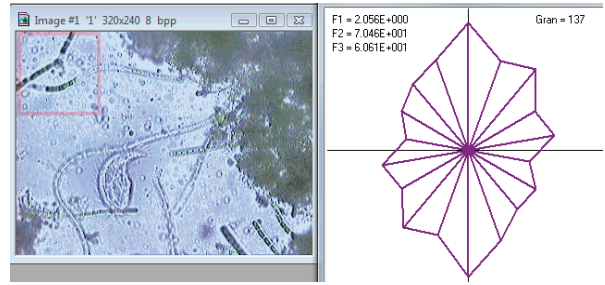 Image #1 '1' 320x240 8 bpp
F1 = 2.056E+000
F2 = 7.046E+001
F3 = 6.061E+001
Gran = 137